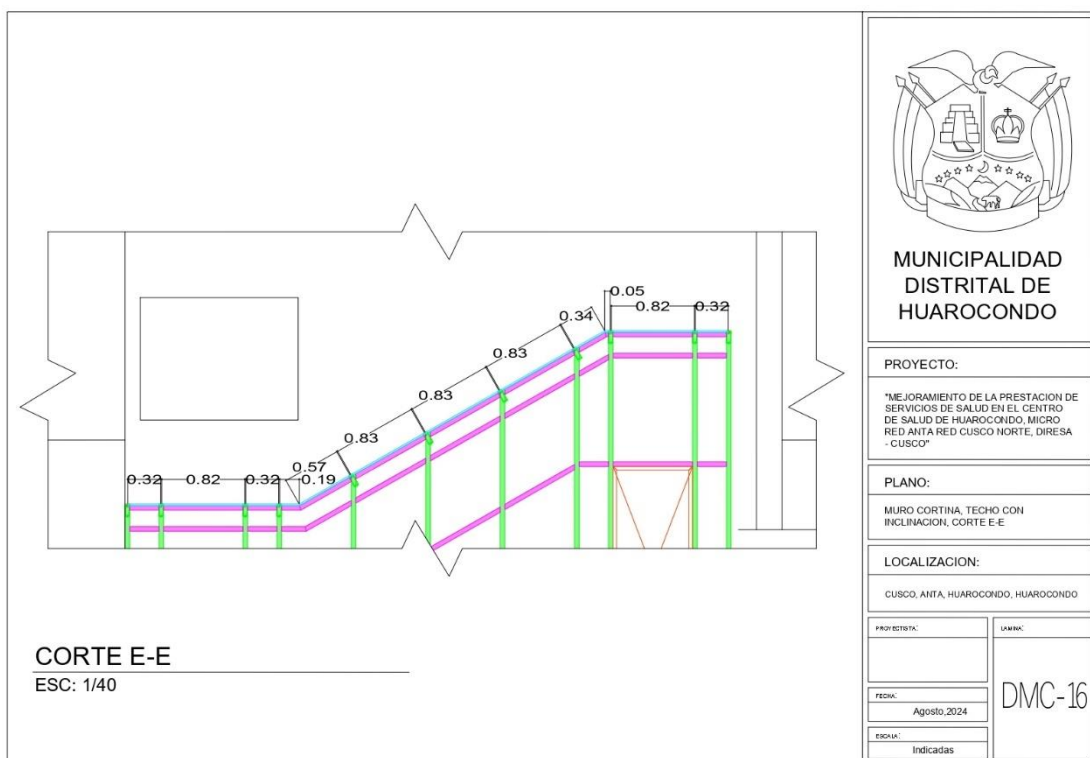 0.05
0.82
0.32
0.34
0.83
0.83
0.83
0.57
0.32
0.82
0.32
0.19
CORTE E-E
ESC: 1/40
MUNICIPALIDAD
DISTRITAL DE
HUAROCONDO
PROYECTO:
"MEJORAMIENTO DE LA PRESTACION DE
SERVICIOS DE SALUD EN EL CENTRO
DE SALUD DE HUAROCONDO, MICRO
RED ANTA RED CUSCO NORTE, DIRESA
- CUSCO"
PLANO:
MURO CORTINA, TECHO CON
INCLINACION, CORTE E-E
LOCALIZACION:
CUSCO, ANTA, HUAROCONDO, HUAROCONDO
PROYECTISTA:
LAMINA:
DMC-16
FECHA:
Agosto,2024
ESCALA:
Indicadas